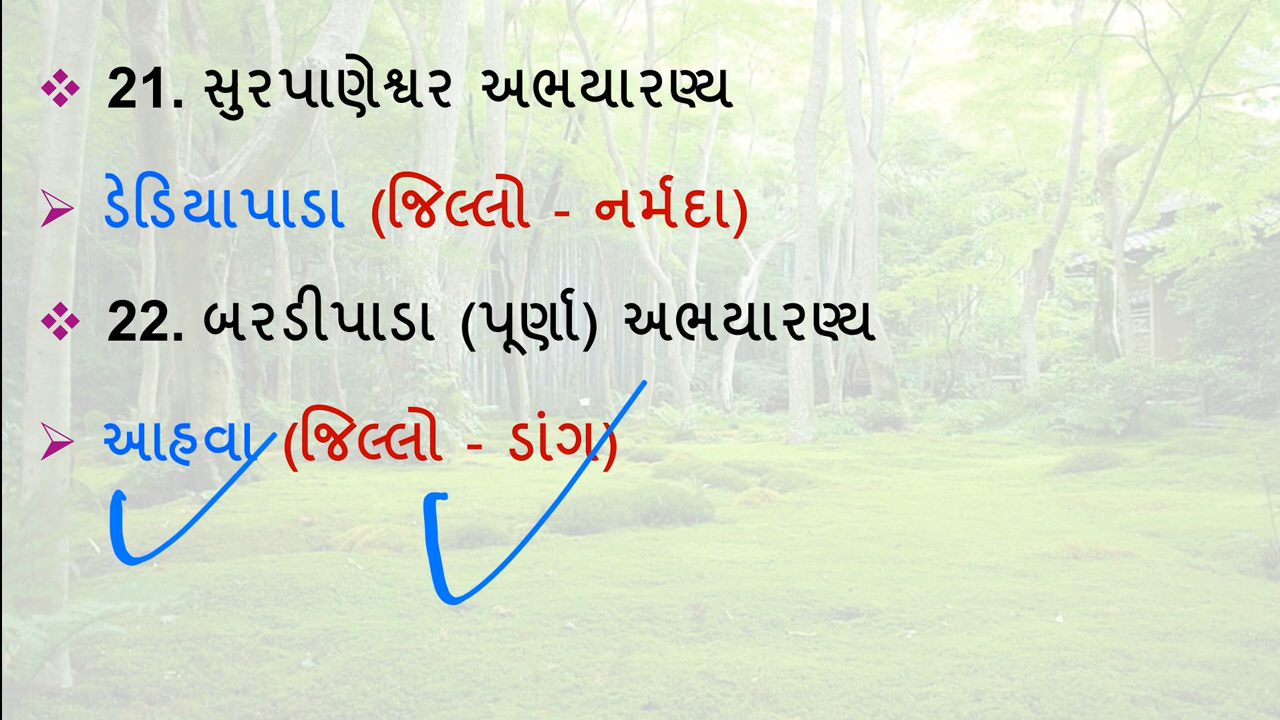 ❖ 21. સુરપાણેશ્વર અભયારણ્ય
➢ ડેડિયાપાડા (જિલ્લો - નર્મદા)
❖ 22. બરડીપાડા (પૂર્ણા) અભયારણ્ય
➢ આહવા (જિલ્લો - ડાંગ)